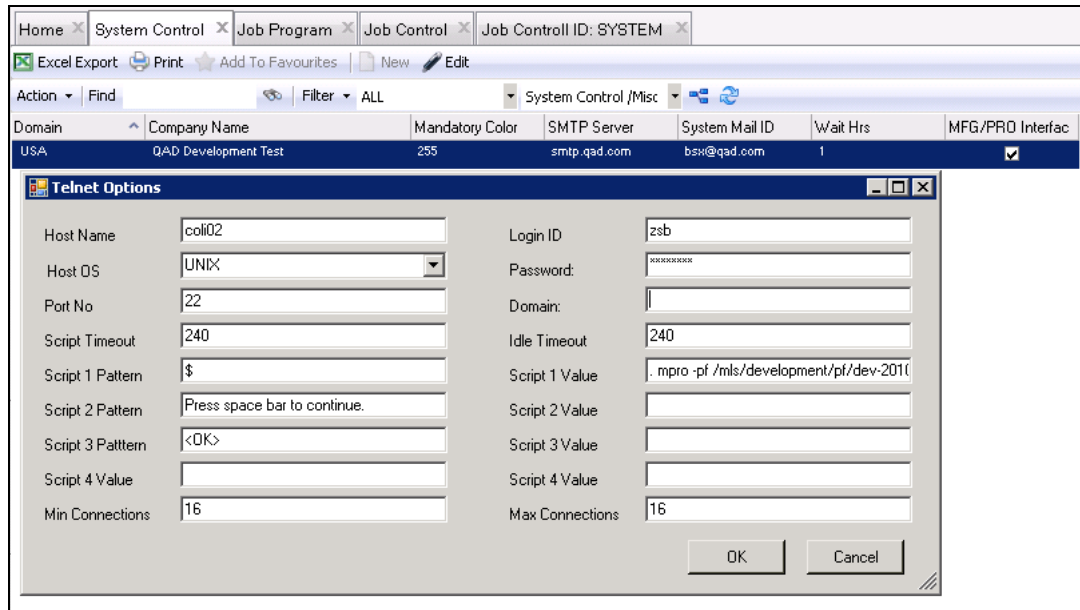 Home System Control Job Program Job Control Job Controll ID: SYSTEM
Excel Export Print Add To Favourites New Edit
Action Find Filter ALL System Control /Misc
Domain Company Name Mandatory Color SMTP Server System Mail ID Wait Hrs MFG/PRO Interfac
USA QAD Development Test 255 smtp.qad.com bsx@qad.com 1
Telnet Options
Host Name coli02 Login ID zsb
Host OS UNIX Password: ********
Port No 22 Domain:
Script Timeout 240 Idle Timeout 240
Script 1 Pattern $ Script 1 Value . mpro -pf /mls/development/pf/dev-2010
Script 2 Pattern Press space bar to continue. Script 2 Value
Script 3 Patttern <OK> Script 3 Value
Script 4 Value Script 4 Value
Min Connections 16 Max Connections 16
OK Cancel